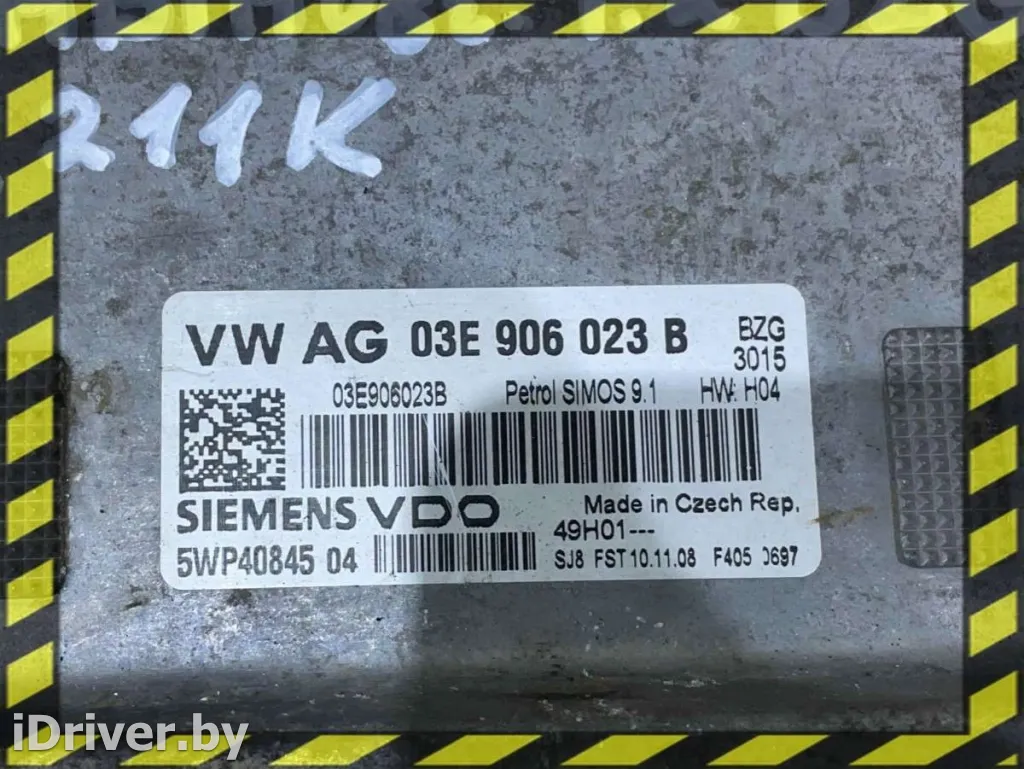 211K
VW AG 03E 906 023 B BZG
3015
03E906023B Petrol SIMOS 9.1 HW: H04
SIEMENS VDO Made in Czech Rep.
49H01---
5WP40845 04 SJ8 FST 10.11.08 F405 0697
iDriver.by